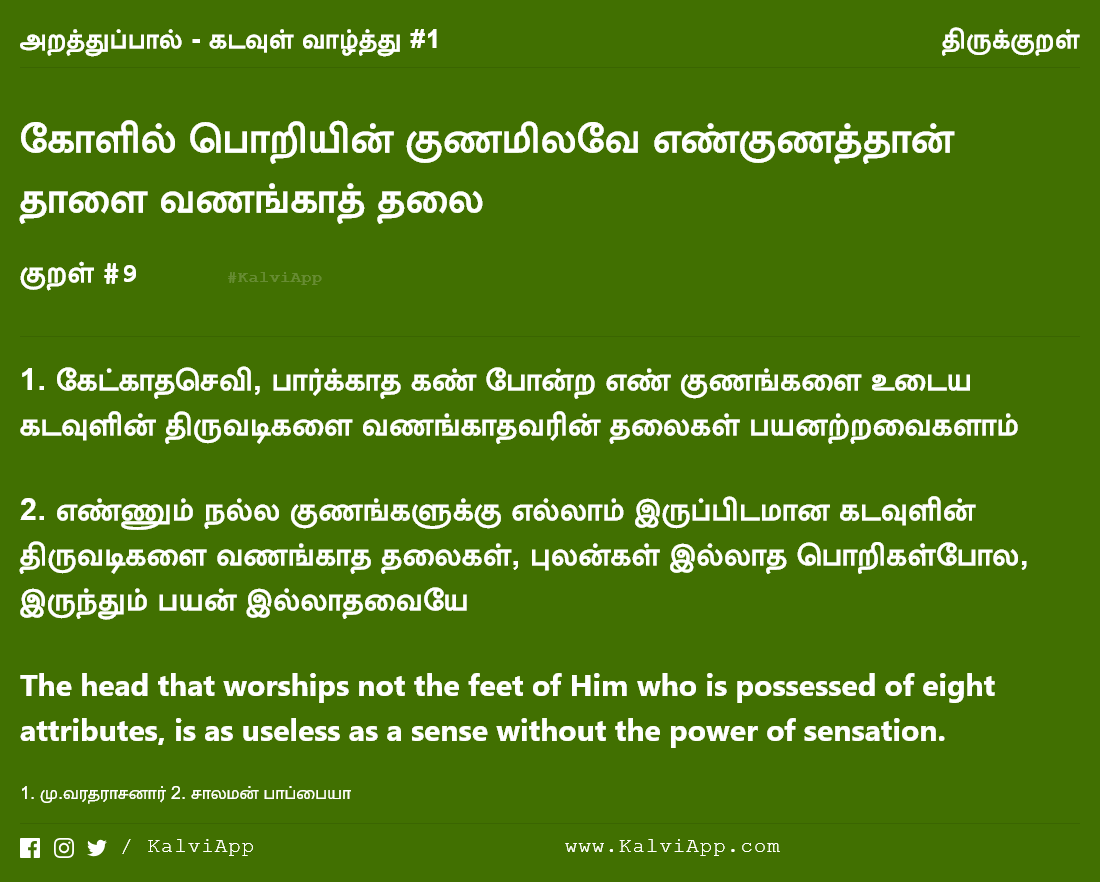 அறத்துப்பால் - கடவுள் வாழ்த்து #1 திருக்குறள்
கோளில் பொறியின் குணமிலவே எண்குணத்தான்
தாளை வணங்காத் தலை
குறள் #9 #KalviApp
1. கேட்காதசெவி, பார்க்காத கண் போன்ற எண் குணங்களை உடைய
கடவுளின் திருவடிகளை வணங்காதவரின் தலைகள் பயனற்றவைகளாம்
2. எண்ணும் நல்ல குணங்களுக்கு எல்லாம் இருப்பிடமான கடவுளின்
திருவடிகளை வணங்காத தலைகள், புலன்கள் இல்லாத பொறிகள்போல,
இருந்தும் பயன் இல்லாதவையே
The head that worships not the feet of Him who is possessed of eight
attributes, is as useless as a sense without the power of sensation.
1. மு.வரதராசனார் 2. சாலமன் பாப்பையா
/ KalviApp www.KalviApp.com